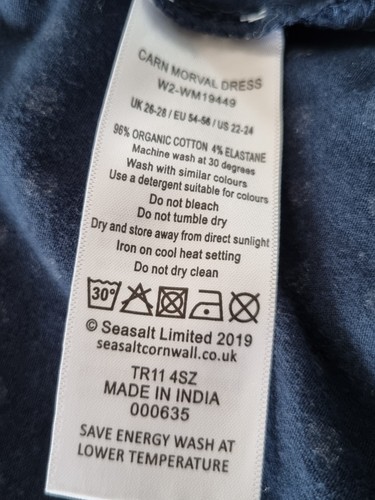 CARN MORVAL DRESS
W2-WM19449
UK 26-28 / EU 54-56 / US 22-24
96% ORGANIC COTTON 4% ELASTANE
Machine wash at 30 degrees
Wash with similar colours
Use a detergent suitable for colours
Do not bleach
Do not tumble dry
Dry and store away from direct sunlight
Iron on cool heat setting
Do not dry clean
30°
© Seasalt Limited 2019
seasaltcornwall.co.uk
TR11 4SZ
MADE IN INDIA
000635
SAVE ENERGY WASH AT
LOWER TEMPERATURE